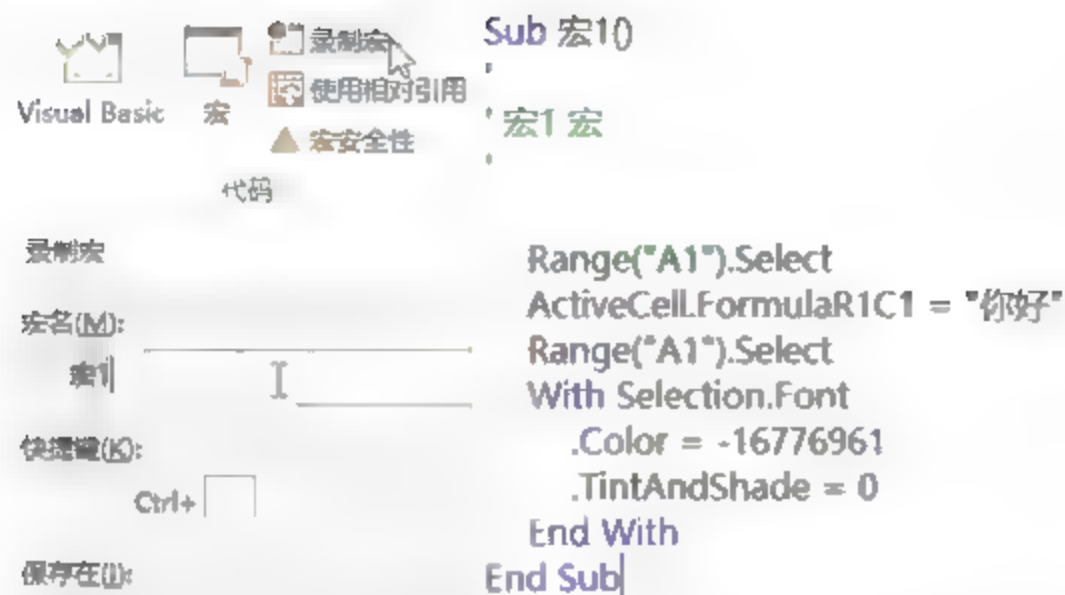 录制宏
使用相对引用
Visual Basic 宏
宏安全性
代码
录制宏
宏名(M):
宏1
快捷键(K):
Ctrl+
保存在(I):
Sub 宏1()
'
' 宏1 宏
'
Range("A1").Select
ActiveCell.FormulaR1C1 = "你好"
Range("A1").Select
With Selection.Font
.Color = -16776961
.TintAndShade = 0
End With
End Sub